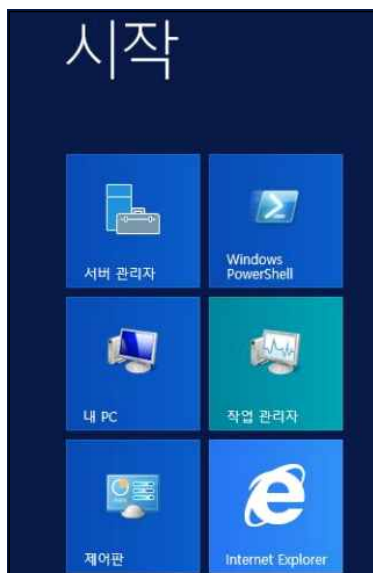 시작
서버 관리자
Windows
PowerShell
내 PC
작업 관리자
제어판
Internet Explorer